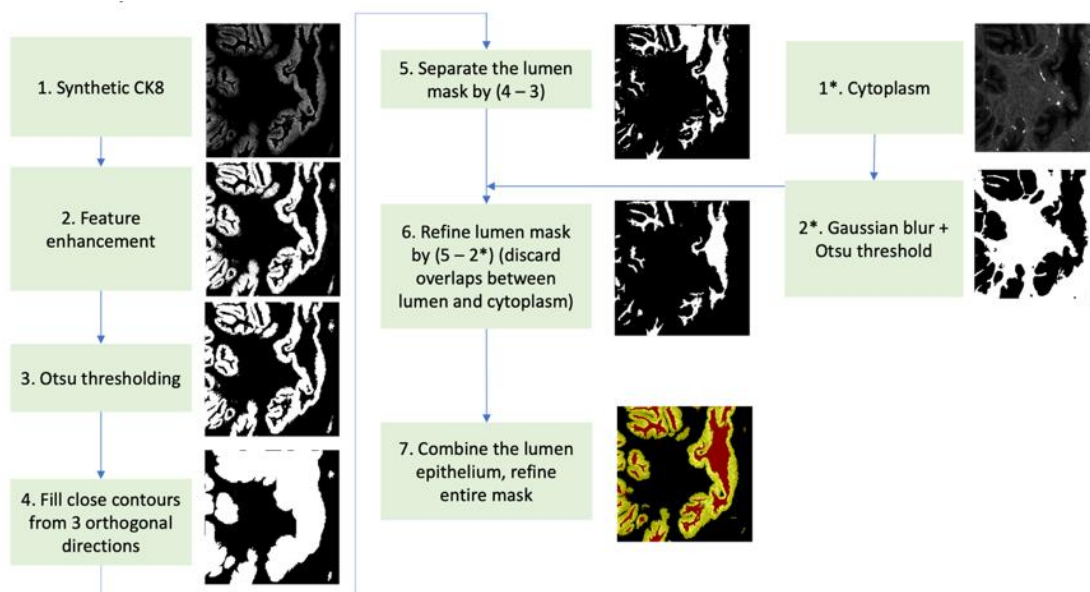 1. Synthetic CK8
2. Feature
enhancement
3. Otsu thresholding
4. Fill close contours
from 3 orthogonal
directions
5. Separate the lumen
mask by (4 – 3)
6. Refine lumen mask
by (5 – 2*) (discard
overlaps between
lumen and cytoplasm)
7. Combine the lumen
epithelium, refine
entire mask
1*. Cytoplasm
2*. Gaussian blur +
Otsu threshold